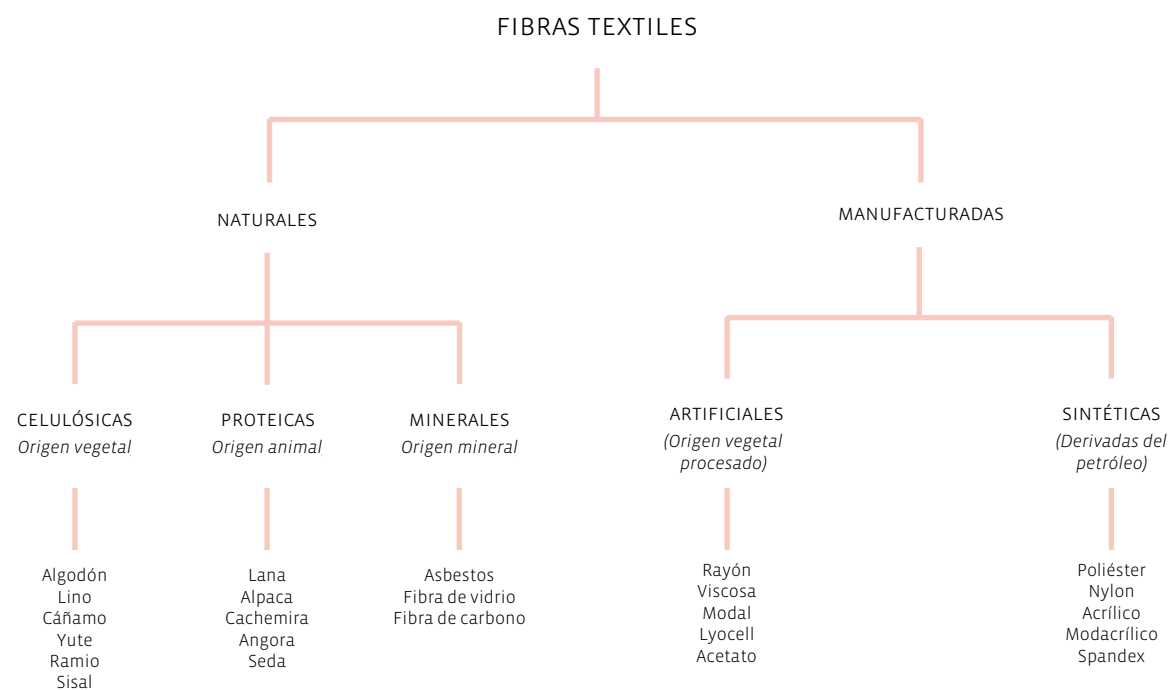 FIBRAS TEXTILES
NATURALES
MANUFACTURADAS
CELULÓSICAS
Origen vegetal
PROTEICAS
Origen animal
MINERALES
Origen mineral
ARTIFICIALES
(Origen vegetal
procesado)
SINTÉTICAS
(Derivadas del
petróleo)
Algodón
Lino
Cáñamo
Yute
Ramio
Sisal
Lana
Alpaca
Cachemira
Angora
Seda
Asbestos
Fibra de vidrio
Fibra de carbono
Rayón
Viscosa
Modal
Lyocell
Acetato
Poliéster
Nylon
Acrílico
Modacrílico
Spandex